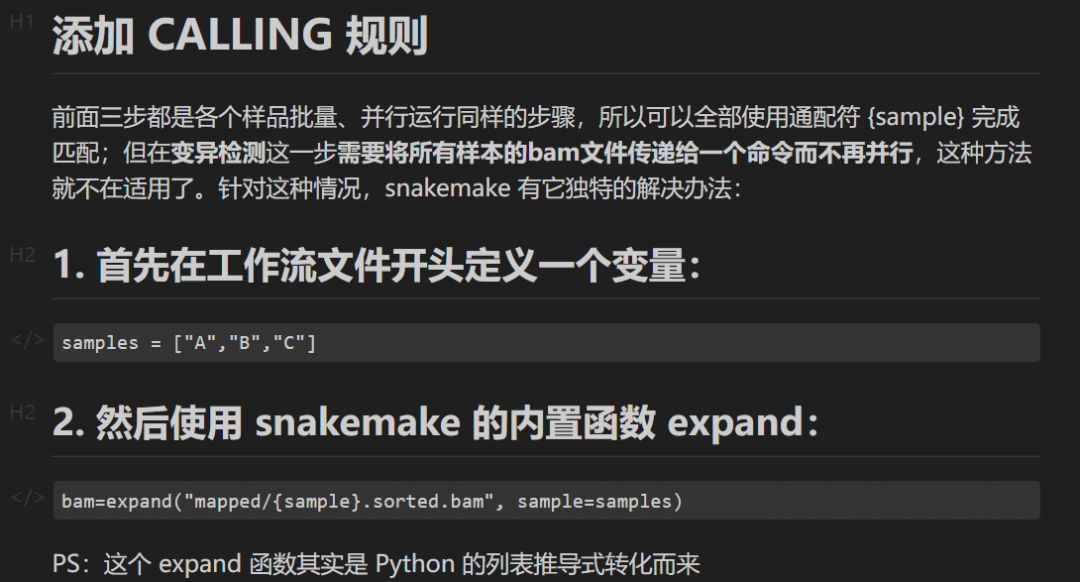 H1
添加 CALLING 规则
前面三步都是各个样品批量、并行运行同样的步骤，所以可以全部使用通配符 {sample} 完成
匹配；但在变异检测这一步需要将所有样本的bam文件传递给一个命令而不再并行，这种方法
就不在适用了。针对这种情况，snakemake 有它独特的解决办法：
H2
1. 首先在工作流文件开头定义一个变量：
</>
samples = ["A","B","C"]
H2
2. 然后使用 snakemake 的内置函数 expand：
</>
bam=expand("mapped/{sample}.sorted.bam", sample=samples)
PS：这个 expand 函数其实是 Python 的列表推导式转化而来